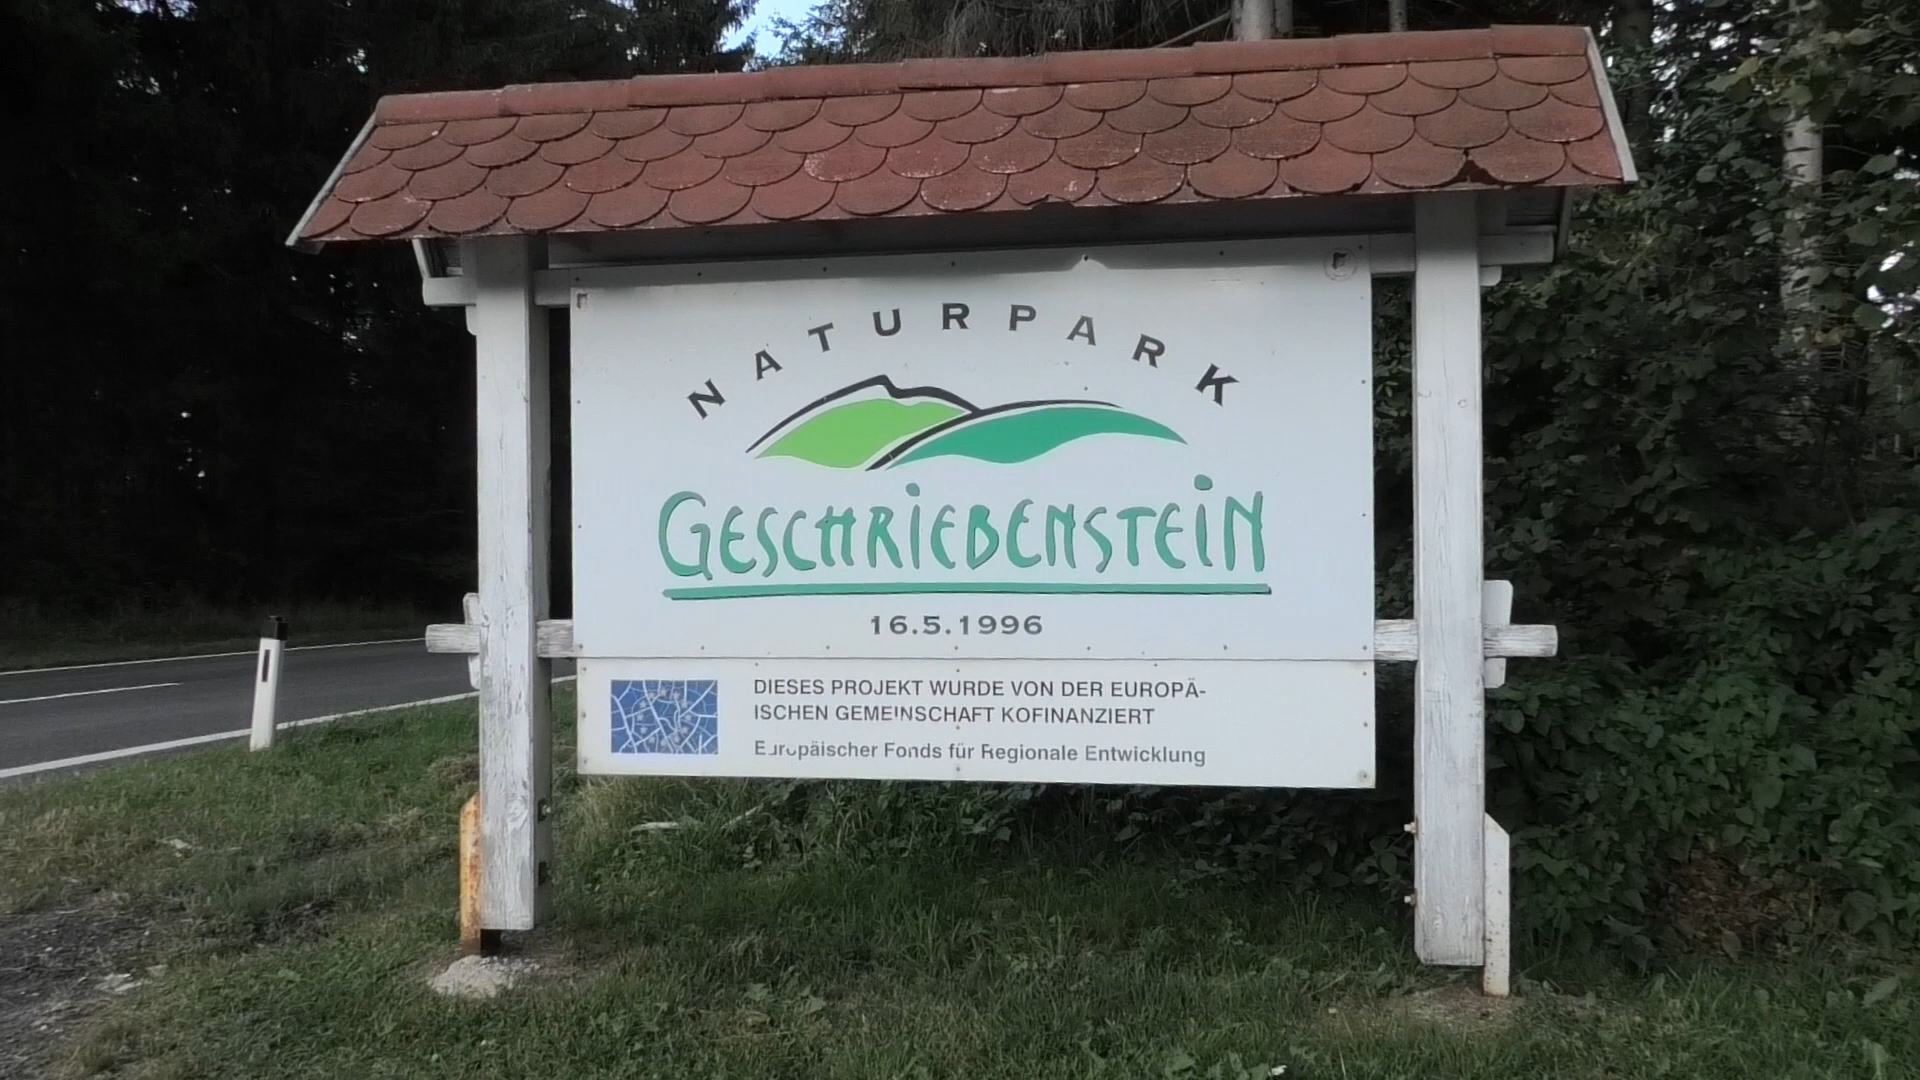 NATURPARK
GESCHRIEBENSTEIN
16.5.1996
DIESES PROJEKT WURDE VON DER EUROPÄ-
ISCHEN GEMEINSCHAFT KOFINANZIERT
Europäischer Fonds für Regionale Entwicklung